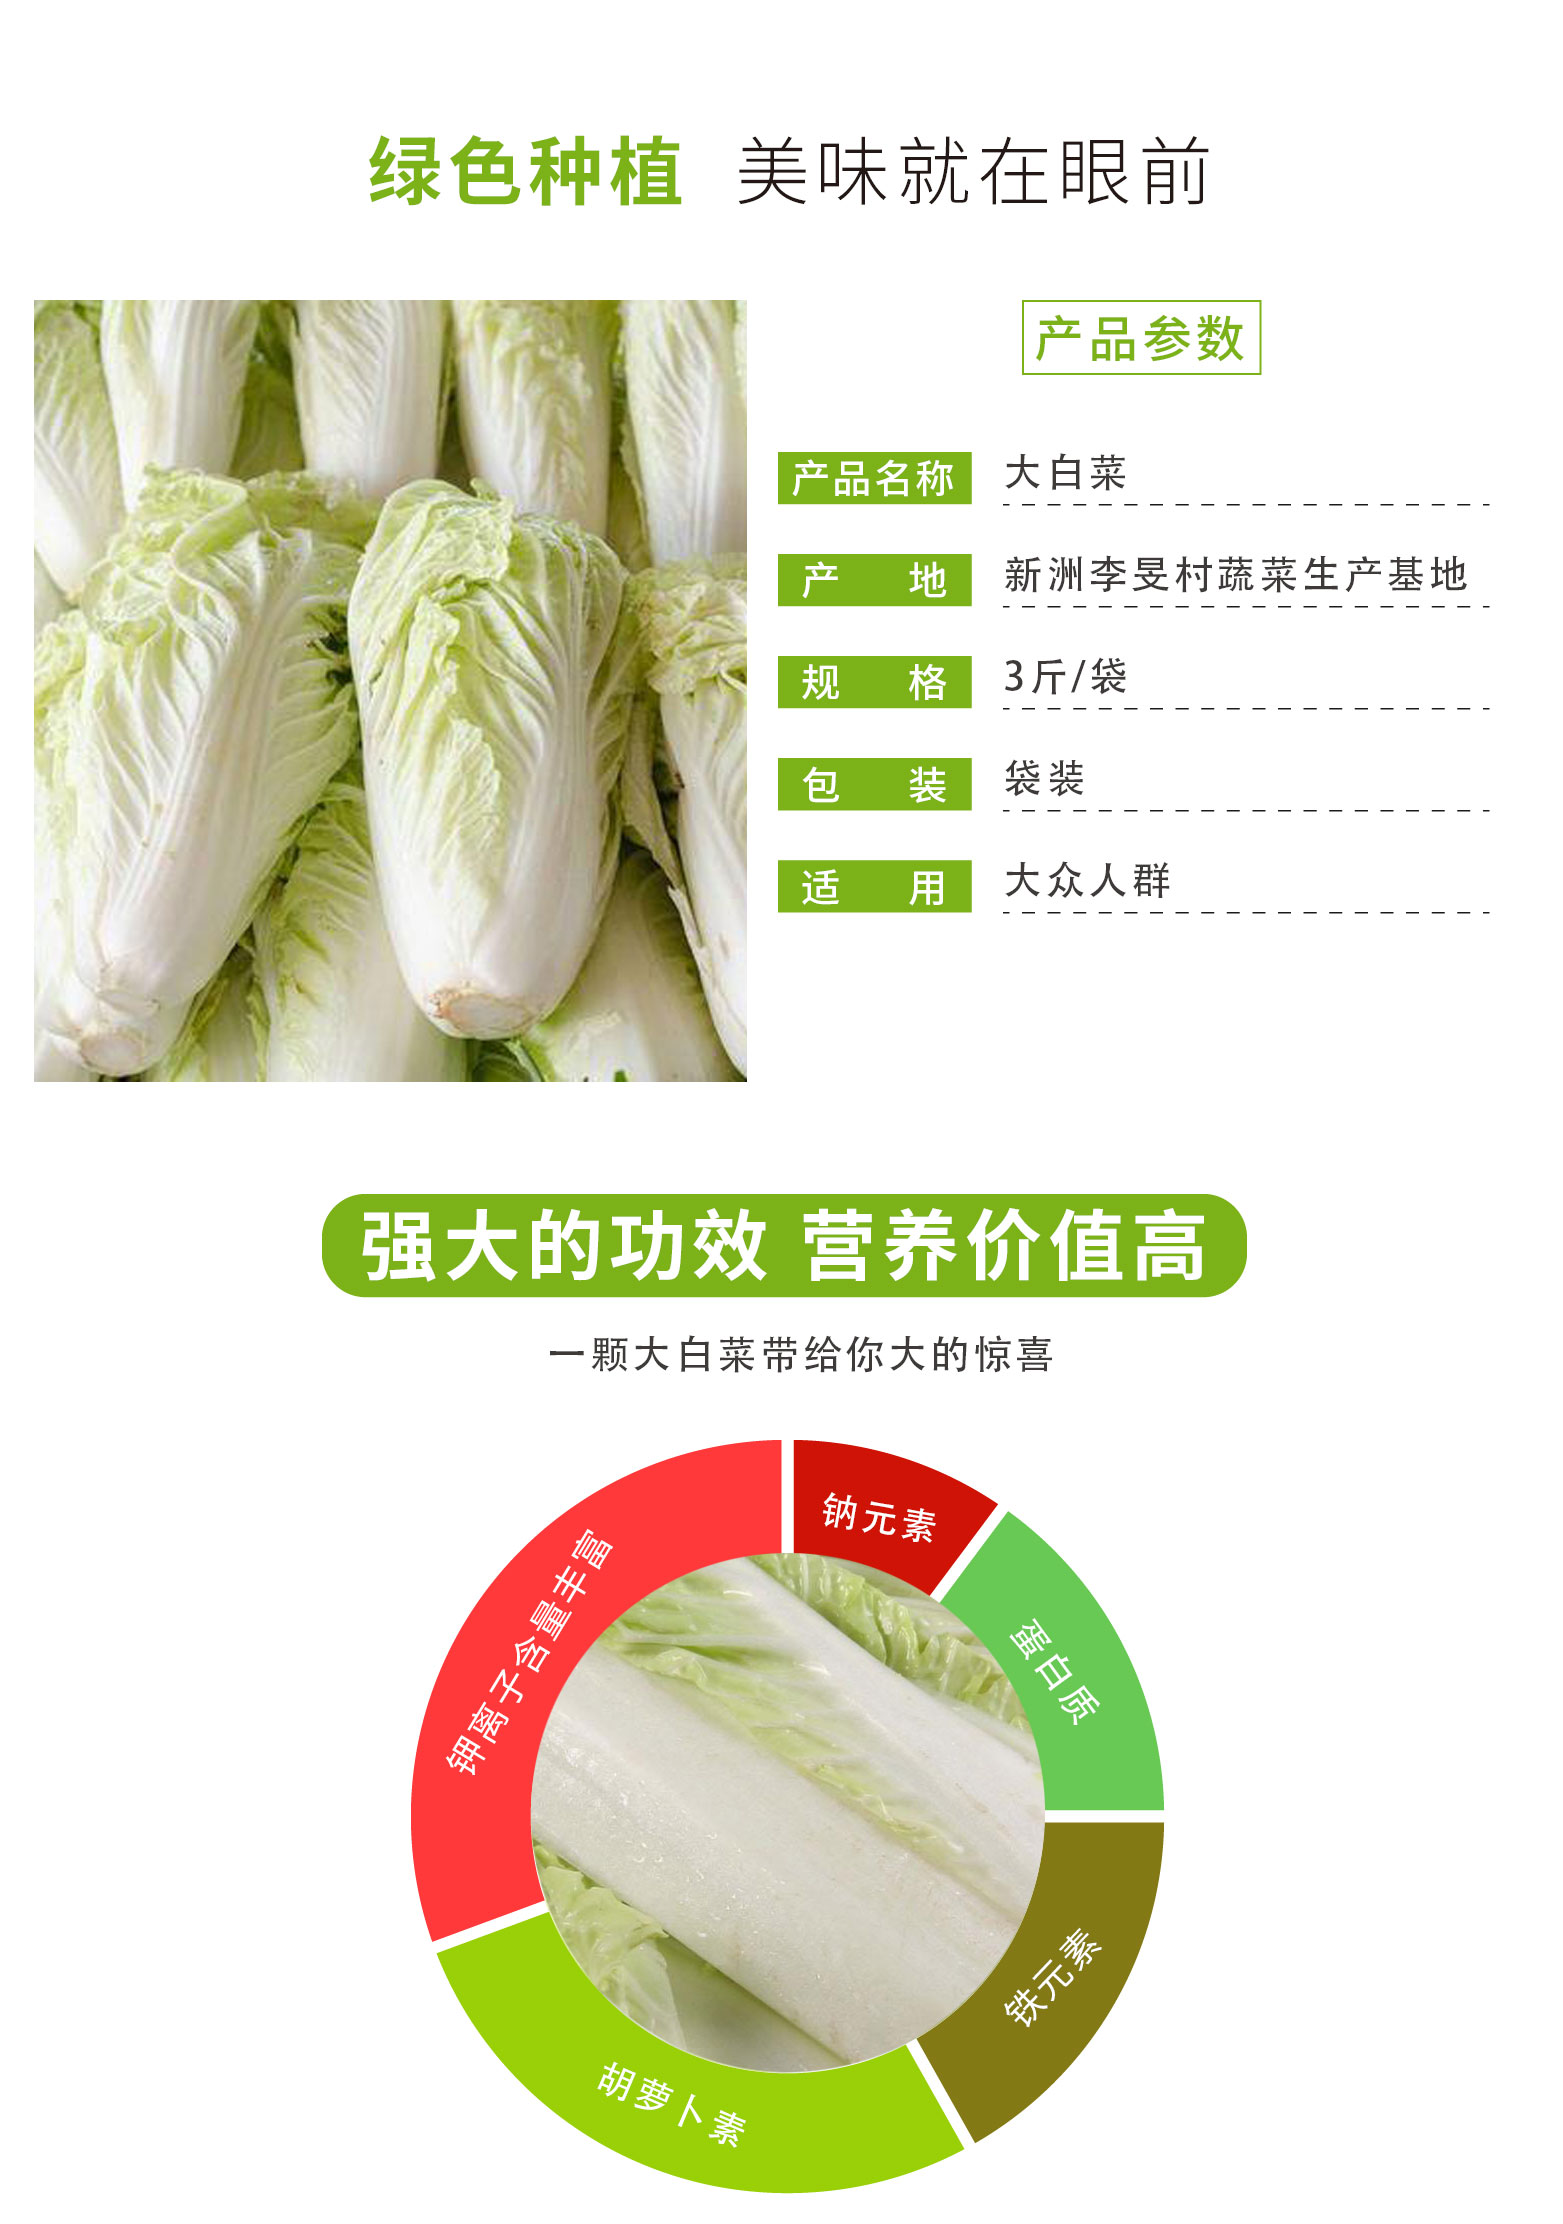 绿色种植 美味就在眼前
产品参数
产品名称 大白菜
产地 新洲李旻村蔬菜生产基地
规格 3斤/袋
包装 袋装
适用 大众人群
强大的功效 营养价值高
一颗大白菜带给你大的惊喜
钠元素
蛋白质
铁元素
胡萝卜素
钾离子含量丰富